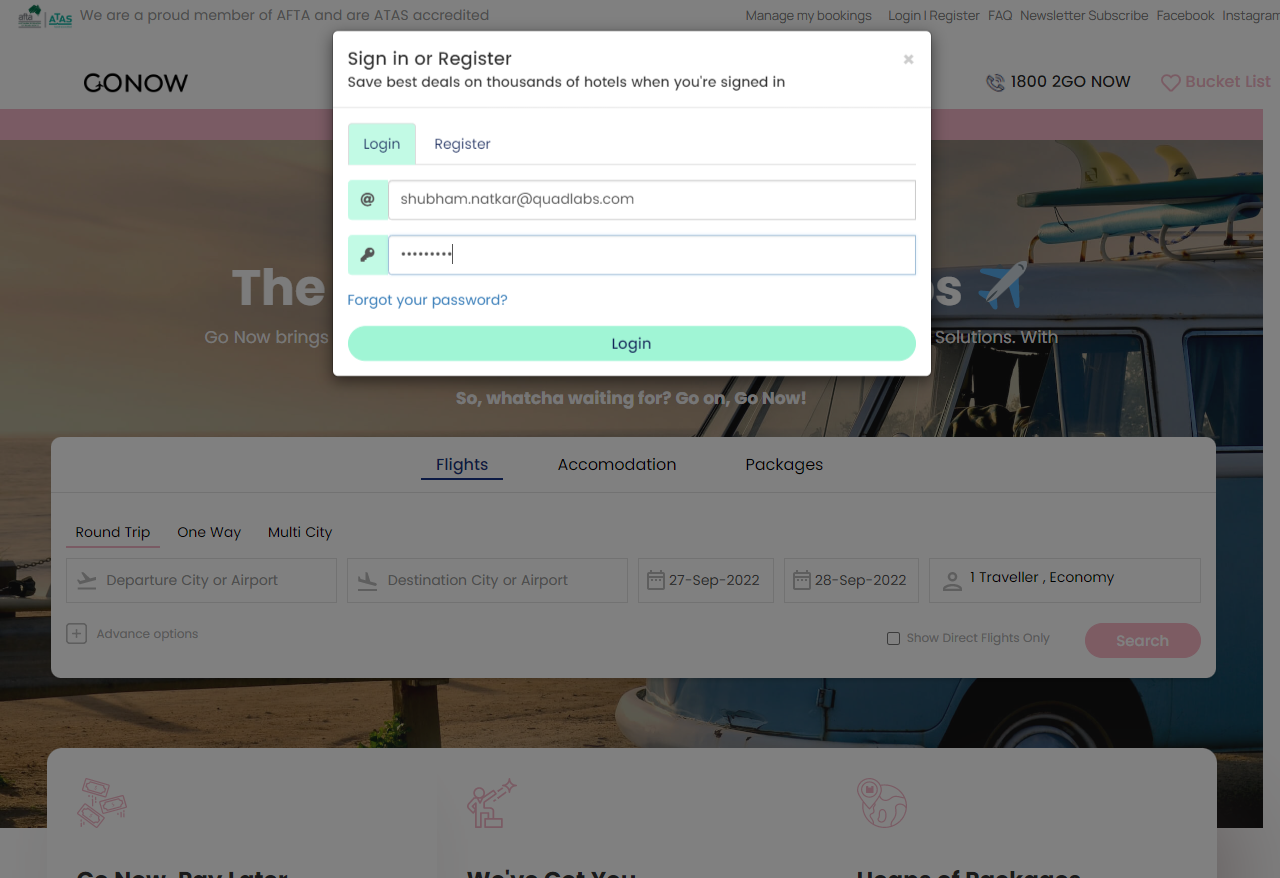 afta
ATAS
We are a proud member of AFTA and are ATAS accredited
Manage my bookings Login | Register FAQ Newsletter Subscribe Facebook Instagram
Sign in or Register ×
Save best deals on thousands of hotels when you're signed in
GONOW
1800 2GO NOW
Bucket List
Login Register
@ shubham.natkar@quadlabs.com
•••••••••
Forgot your password?
Login
The
Go Now brings Solutions. With
So, whatcha waiting for? Go on, Go Now!
Flights Accomodation Packages
Round Trip One Way Multi City
Departure City or Airport Destination City or Airport 27-Sep-2022 28-Sep-2022 1 Traveller , Economy
+ Advance options Show Direct Flights Only Search
Go Now, Pay Later We've Got You Heaps of Packages